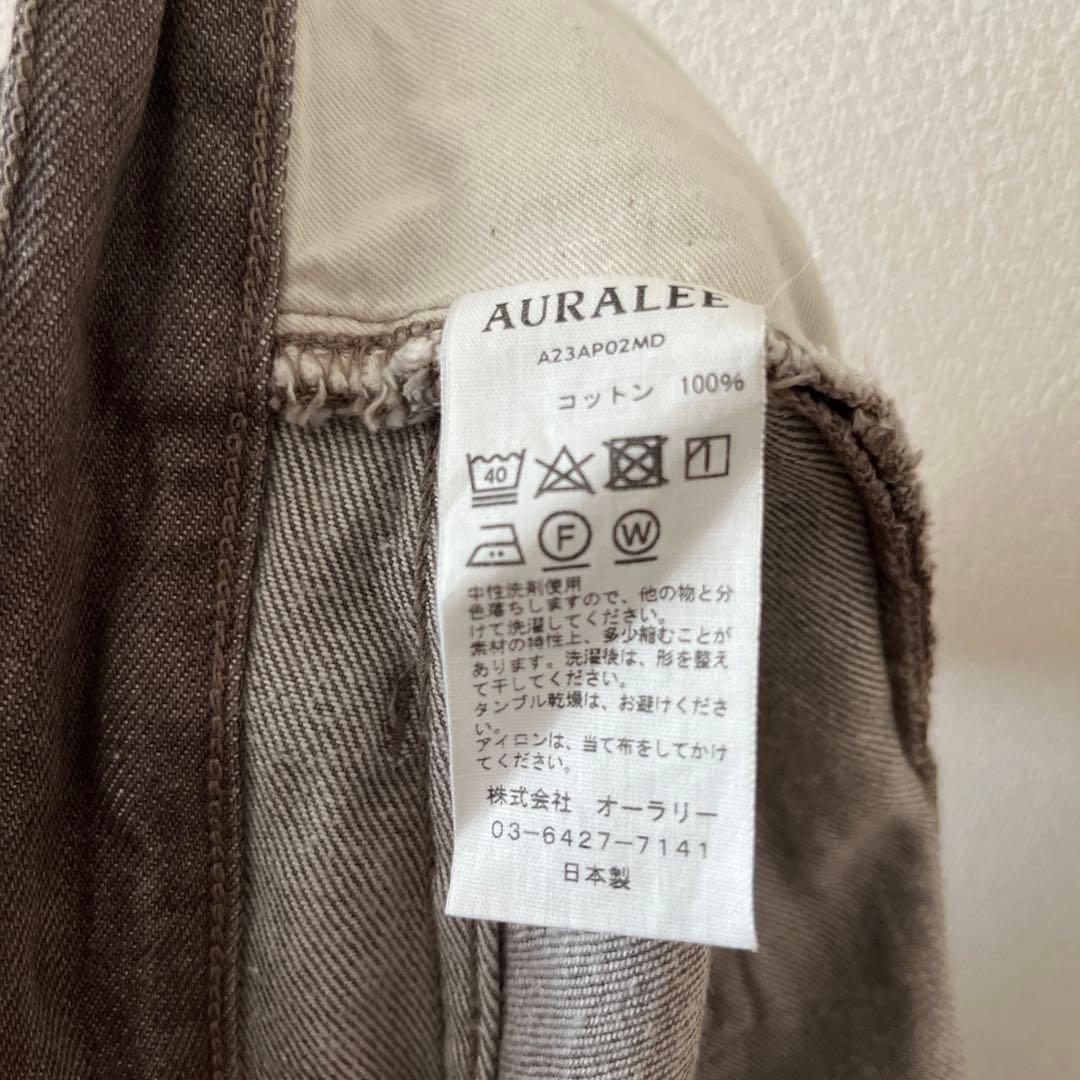 AURALEE
A23AP02MD
コットン 100%
40
F W
中性洗剤使用
色落ちしますので、他の物と分
けて洗濯してください。
素材の特性上、多少縮むことが
あります。洗濯後は、形を整え
て干してください。
タンブル乾燥は、お避けくださ
い。
アイロンは、当て布をしてかけ
てください。
株式会社 オーラリー
03-6427-7141
日本製